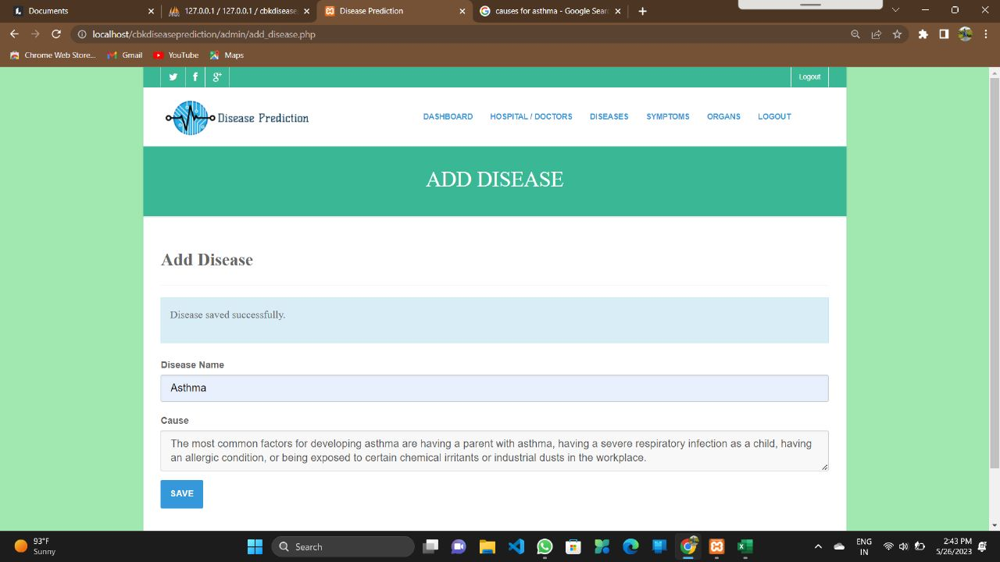 Documents
127.0.0.1 / 127.0.0.1 / cbkdisease
Disease Prediction
causes for asthma - Google Searc
localhost/cbkdiseaseprediction/admin/add_disease.php
Chrome Web Store...
Gmail
YouTube
Maps
Logout
Disease Prediction
DASHBOARD
HOSPITAL / DOCTORS
DISEASES
SYMPTOMS
ORGANS
LOGOUT
ADD DISEASE
Add Disease
Disease saved successfully.
Disease Name
Asthma
Cause
The most common factors for developing asthma are having a parent with asthma, having a severe respiratory infection as a child, having
an allergic condition, or being exposed to certain chemical irritants or industrial dusts in the workplace.
SAVE
93°F
Sunny
Search
ENG
IN
2:43 PM
5/26/2023